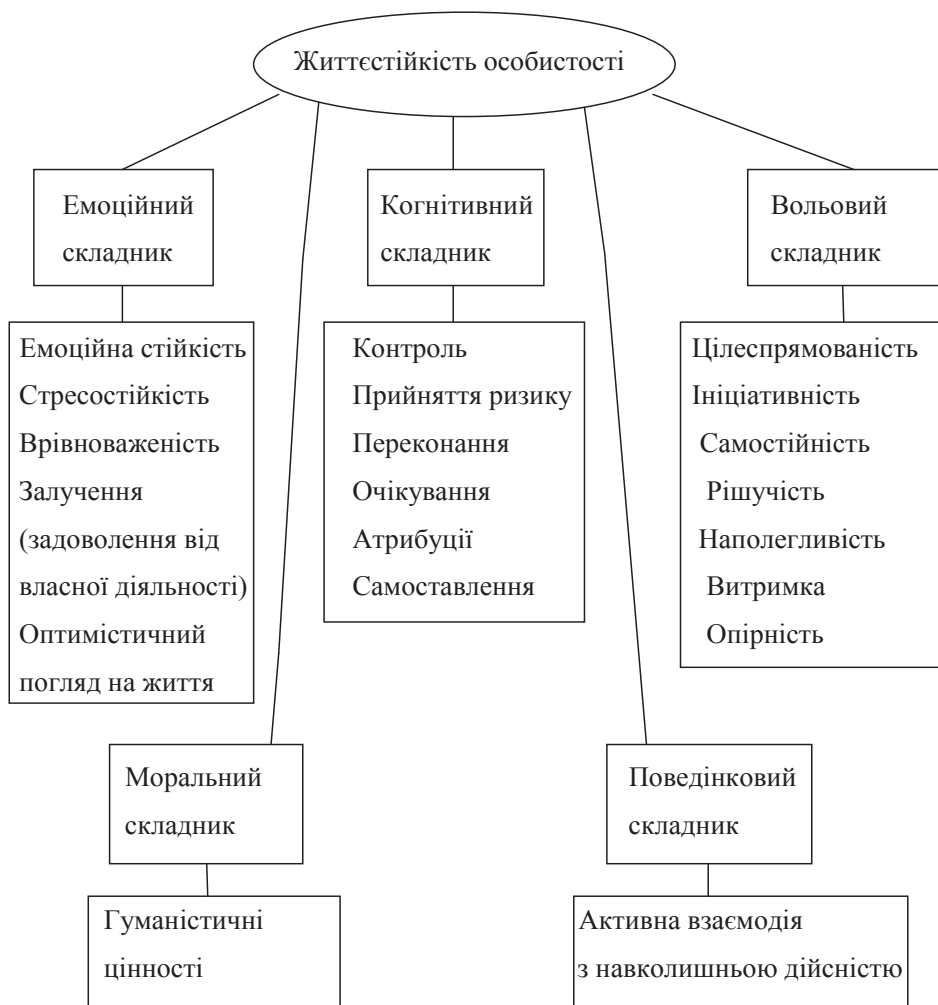 Життєстійкість особистості
Емоційний
складник
Когнітивний
складник
Вольовий
складник
Емоційна стійкість
Стресостійкість
Врівноваженість
Залучення
(задоволення від
власної діяльності)
Оптимістичний
погляд на життя
Контроль
Прийняття ризику
Переконання
Очікування
Атрибуції
Самоставлення
Цілеспрямованість
Ініціативність
Самостійність
Рішучість
Наполегливість
Витримка
Опірність
Моральний
складник
Поведінковий
складник
Гуманістичні
цінності
Активна взаємодія
з навколишньою дійсністю